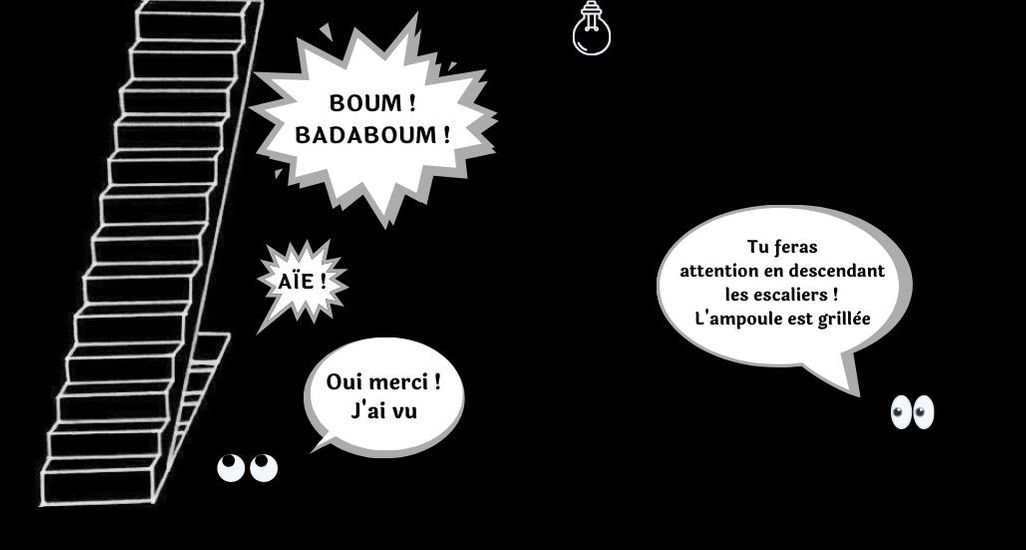 BOUM !
BADABOUM !
AÏE !
Oui merci !
J'ai vu
Tu feras
attention en descendant
les escaliers !
L'ampoule est grillée